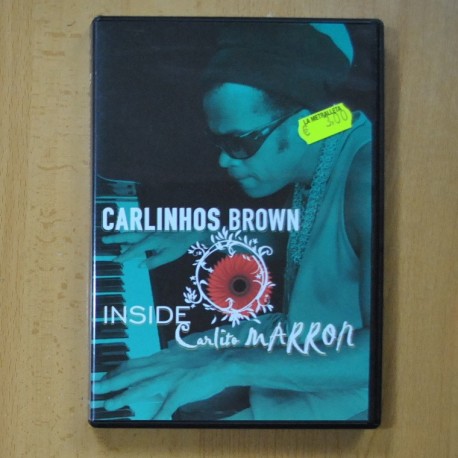 LA METRALLETA
€ 3.00
CARLINHOS BROWN
INSIDE
Carlito MARRON